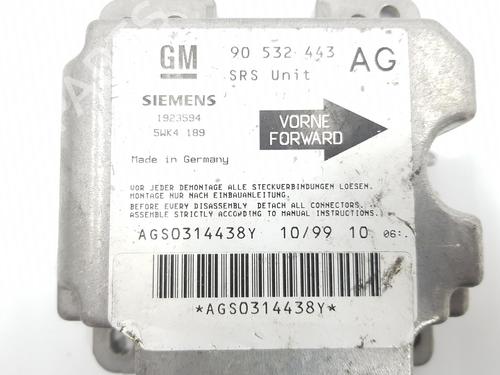 GM 90 532 443 AG
SRS Unit
SIEMENS
1923594
5WK4 189
VORNE
FORWARD
Made in Germany
VOR JEDER DEMONTAGE ALLE STECKVERBINDUNGEN LOESEN.
MONTAGE NUR NACH EINBAUANLEITUNG.
BEFORE EVERY DISASSEMBLY DETACH ALL CONNECTORS.
ASSEMBLE STRICTLY ACCOWDING TO MANUAL INSTRUCTIONS.
AGS0314438Y 10/99 10 06:.
*AGS0314438Y*